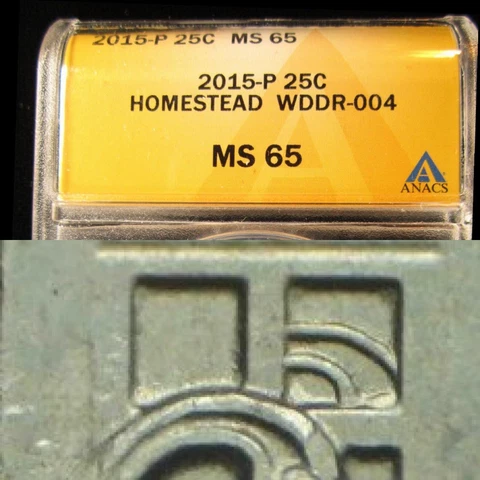 2015-P 25C MS 65
2015-P 25C
HOMESTEAD WDDR-004
MS 65
ANACS